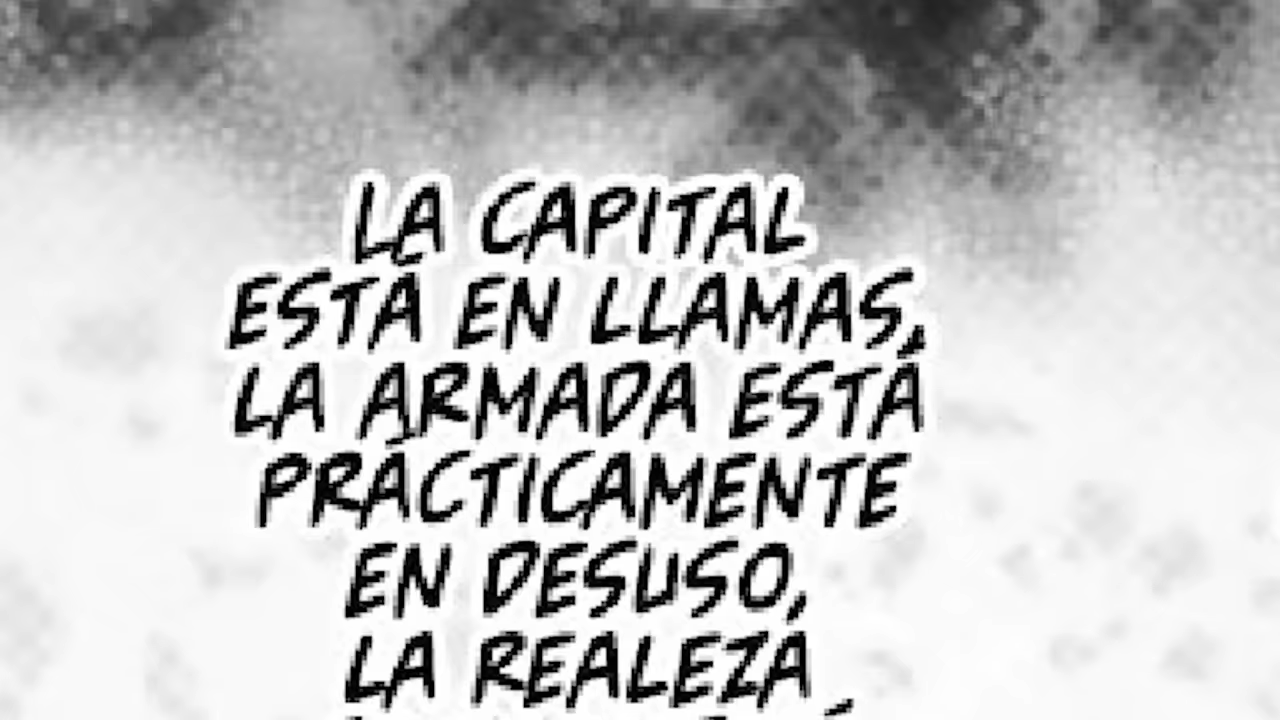 LA CAPITAL
ESTÁ EN LLAMAS,
LA ARMADA ESTÁ
PRÁCTICAMENTE
EN DESUSO,
LA REALEZA